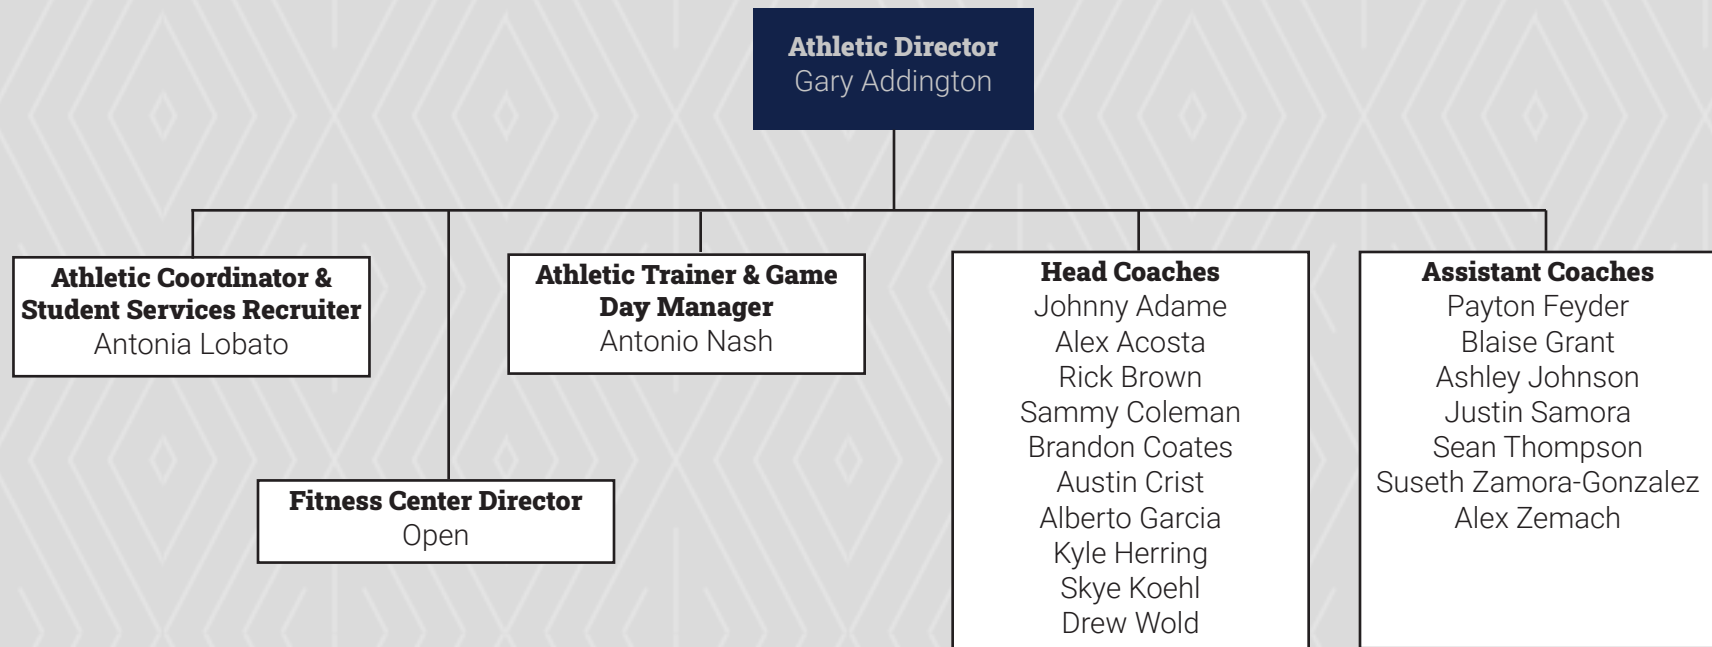 Athletic Director
Gary Addington
Athletic Coordinator &
Student Services Recruiter
Antonia Lobato
Athletic Trainer & Game
Day Manager
Antonio Nash
Head Coaches
Johnny Adame
Alex Acosta
Rick Brown
Sammy Coleman
Brandon Coates
Austin Crist
Alberto Garcia
Kyle Herring
Skye Koehl
Drew Wold
Assistant Coaches
Payton Feyder
Blaise Grant
Ashley Johnson
Justin Samora
Sean Thompson
Suseth Zamora-Gonzalez
Alex Zemach
Fitness Center Director
Open